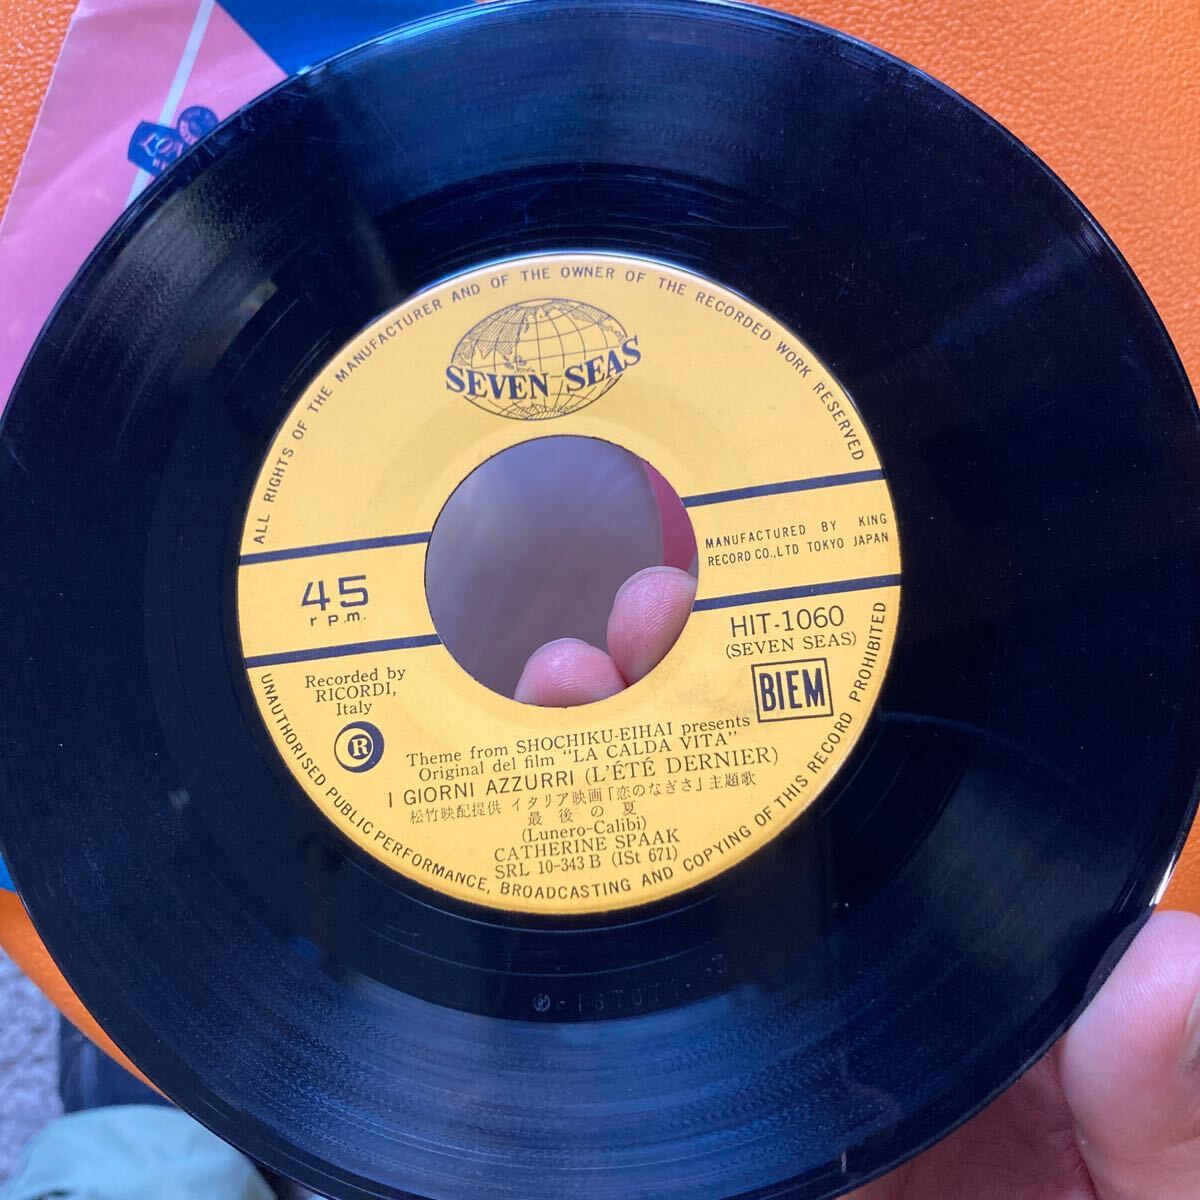 ALL RIGHTS OF THE MANUFACTURER AND OF THE OWNER OF THE RECORDED WORK RESERVED
SEVEN SEAS
45
r.p.m.
MANUFACTURED BY KING
RECORD CO.,LTD TOKYO JAPAN
HIT-1060
(SEVEN SEAS)
BIEM
Recorded by
RICORDI,
Italy
R
Theme from SHOCHIKU-EIHAI presents
Original del film "LA CALDA VITA"
I GIORNI AZZURRI (L'ÉTÉ DERNIER)
松竹映配提供 イタリア映画「恋のなぎさ」主題歌
最後の夏
(Lunero-Calibi)
CATHERINE SPAAK
SRL 10-343 B (ISt 671)
UNAUTHORISED PUBLIC PERFORMANCE, BROADCASTING AND COPYING OF THIS RECORD PROHIBITED